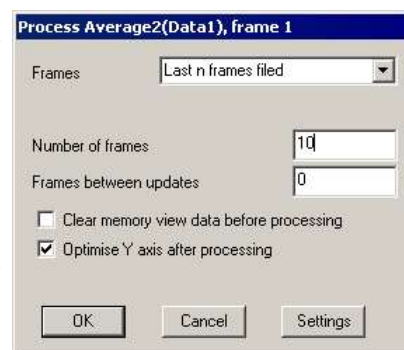 Process Average2(Data1), frame 1
Frames Last n frames filed
Number of frames 10
Frames between updates 0
Clear memory view data before processing
Optimise Y axis after processing
OK Cancel Settings